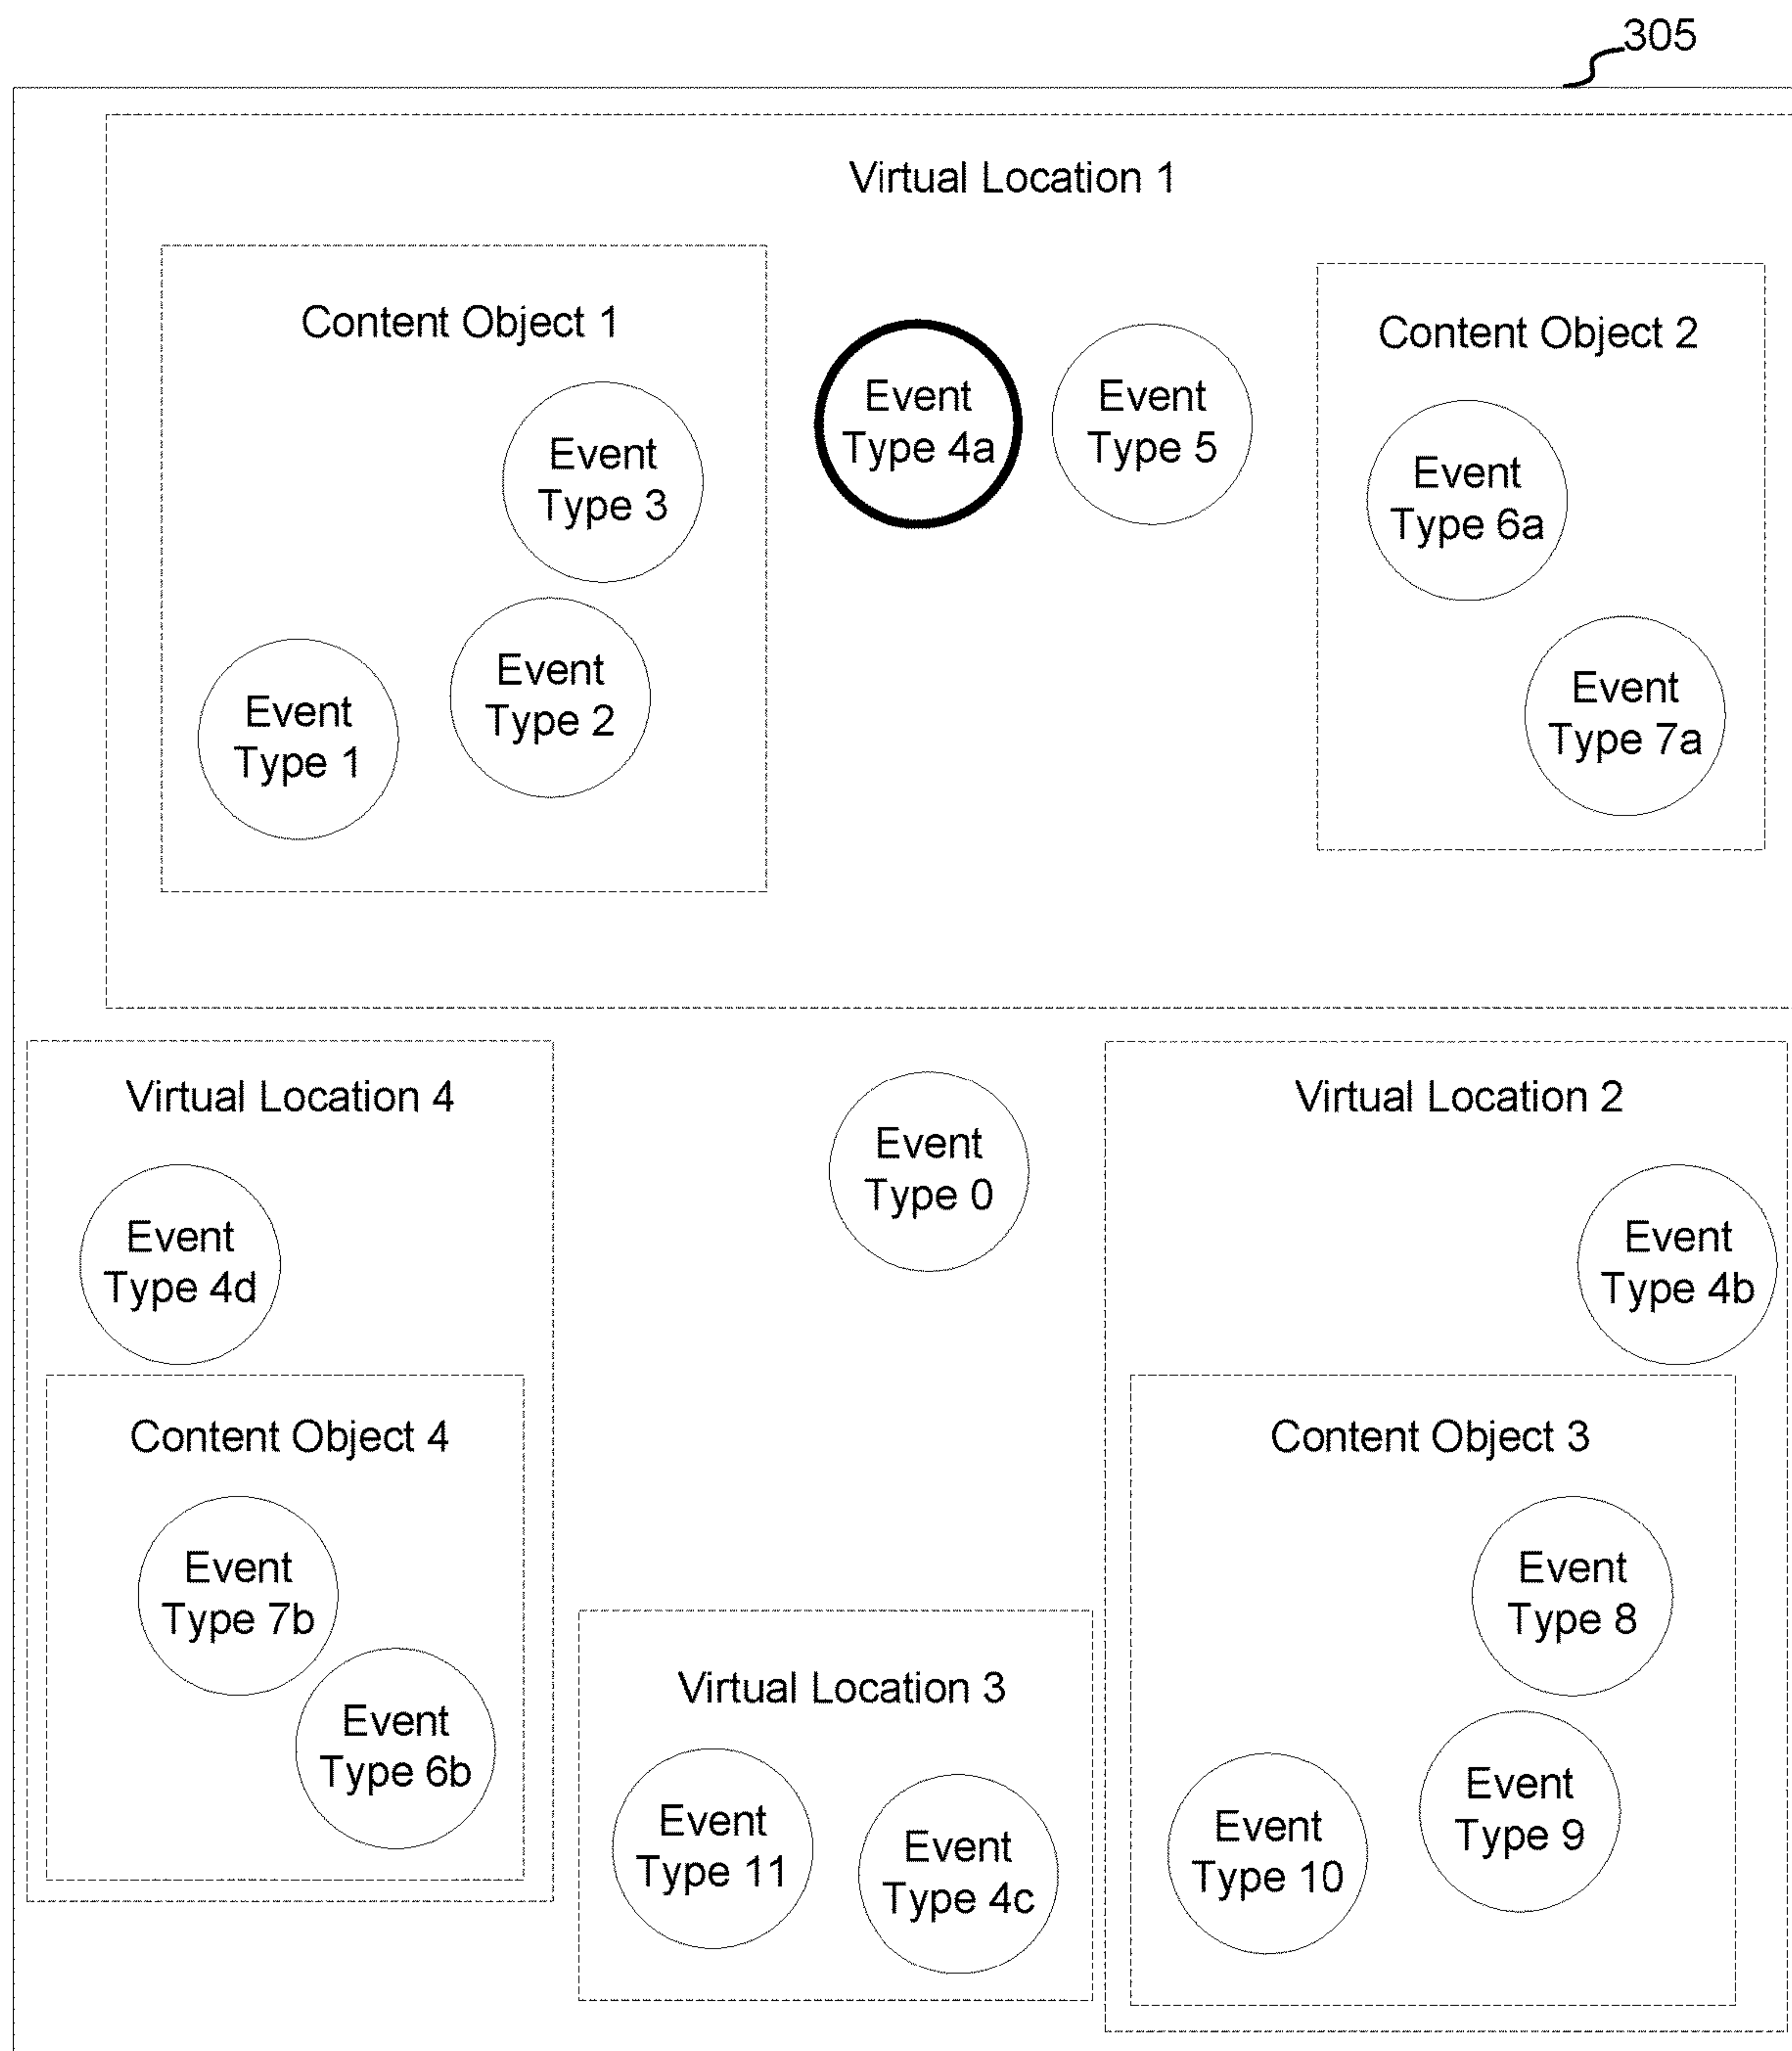 305
Virtual Location 1
Content Object 1
Event
Type 3
Event
Type 2
Event
Type 1
Event
Type 4a
Event
Type 5
Content Object 2
Event
Type 6a
Event
Type 7a
Virtual Location 4
Event
Type 4d
Content Object 4
Event
Type 7b
Event
Type 6b
Event
Type 0
Virtual Location 3
Event
Type 11
Event
Type 4c
Virtual Location 2
Event
Type 4b
Content Object 3
Event
Type 8
Event
Type 9
Event
Type 10